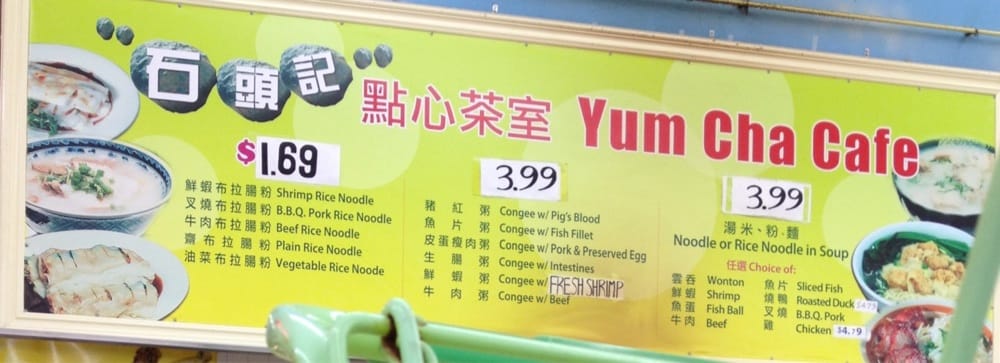 石頭記 點心茶室 Yum Cha Cafe
$1.69
鮮蝦布拉腸粉 Shrimp Rice Noodle
叉燒布拉腸粉 B.B.Q. Pork Rice Noodle
牛肉布拉腸粉 Beef Rice Noodle
齋布拉腸粉 Plain Rice Noodle
油菜布拉腸粉 Vegetable Rice Noode
3.99
豬紅粥 Congee w/ Pig's Blood
魚片粥 Congee w/ Fish Fillet
皮蛋瘦肉粥 Congee w/ Pork & Preserved Egg
生腸粥 Congee w/ Intestines
鮮蝦粥 Congee w/ FRESH SHRIMP
牛肉粥 Congee w/ Beef
3.99
湯米、粉.麵
Noodle or Rice Noodle in Soup
任選 Choice of:
雲吞 Wonton 魚片 Sliced Fish
鮮蝦 Shrimp 燒鴨 Roasted Duck $4.79
魚蛋 Fish Ball 叉燒 B.B.Q. Pork
牛肉 Beef 雞 Chicken $4.79